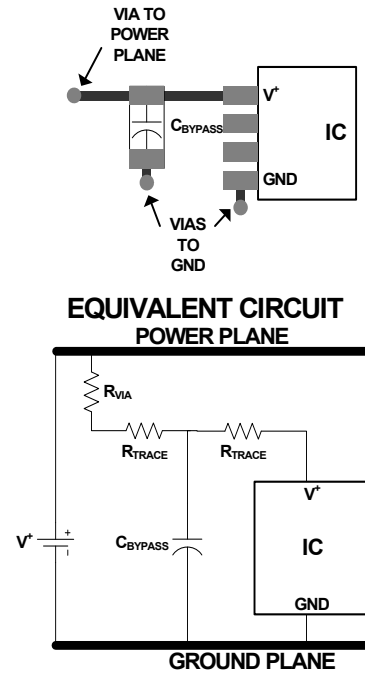 VIA TO
POWER
PLANE
V+
CBYPASS
IC
GND
VIAS
TO
GND
EQUIVALENT CIRCUIT
POWER PLANE
RVIA
RTRACE
RTRACE
V+
V+
+
-
CBYPASS
IC
GND
GROUND PLANE